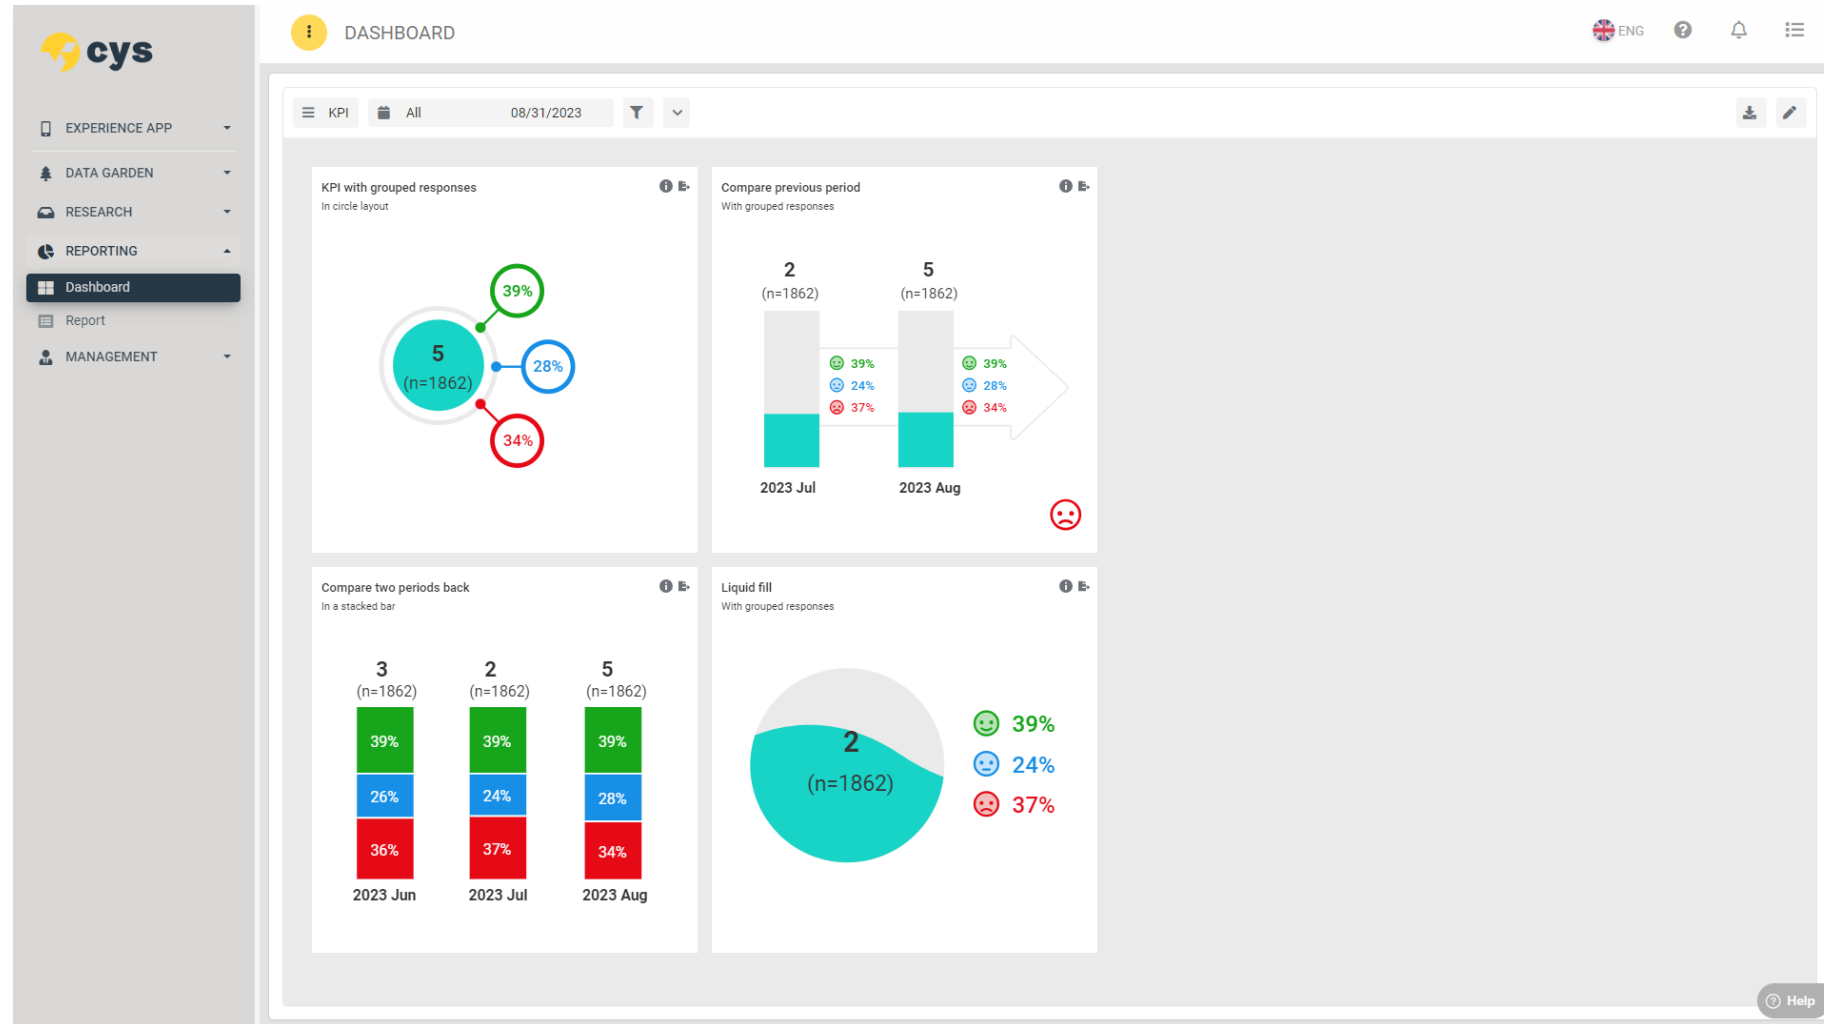 cys
DASHBOARD
ENG
EXPERIENCE APP
DATA GARDEN
RESEARCH
REPORTING
Dashboard
Report
MANAGEMENT
KPI All 08/31/2023
KPI with grouped responses
In circle layout
39%
5
(n=1862)
28%
34%
Compare previous period
With grouped responses
2 5
(n=1862) (n=1862)
39% 39%
24% 28%
37% 34%
2023 Jul 2023 Aug
Compare two periods back
In a stacked bar
3 2 5
(n=1862) (n=1862) (n=1862)
39% 39% 39%
26% 24% 28%
36% 37% 34%
2023 Jun 2023 Jul 2023 Aug
Liquid fill
With grouped responses
2
(n=1862)
39%
24%
37%
Help